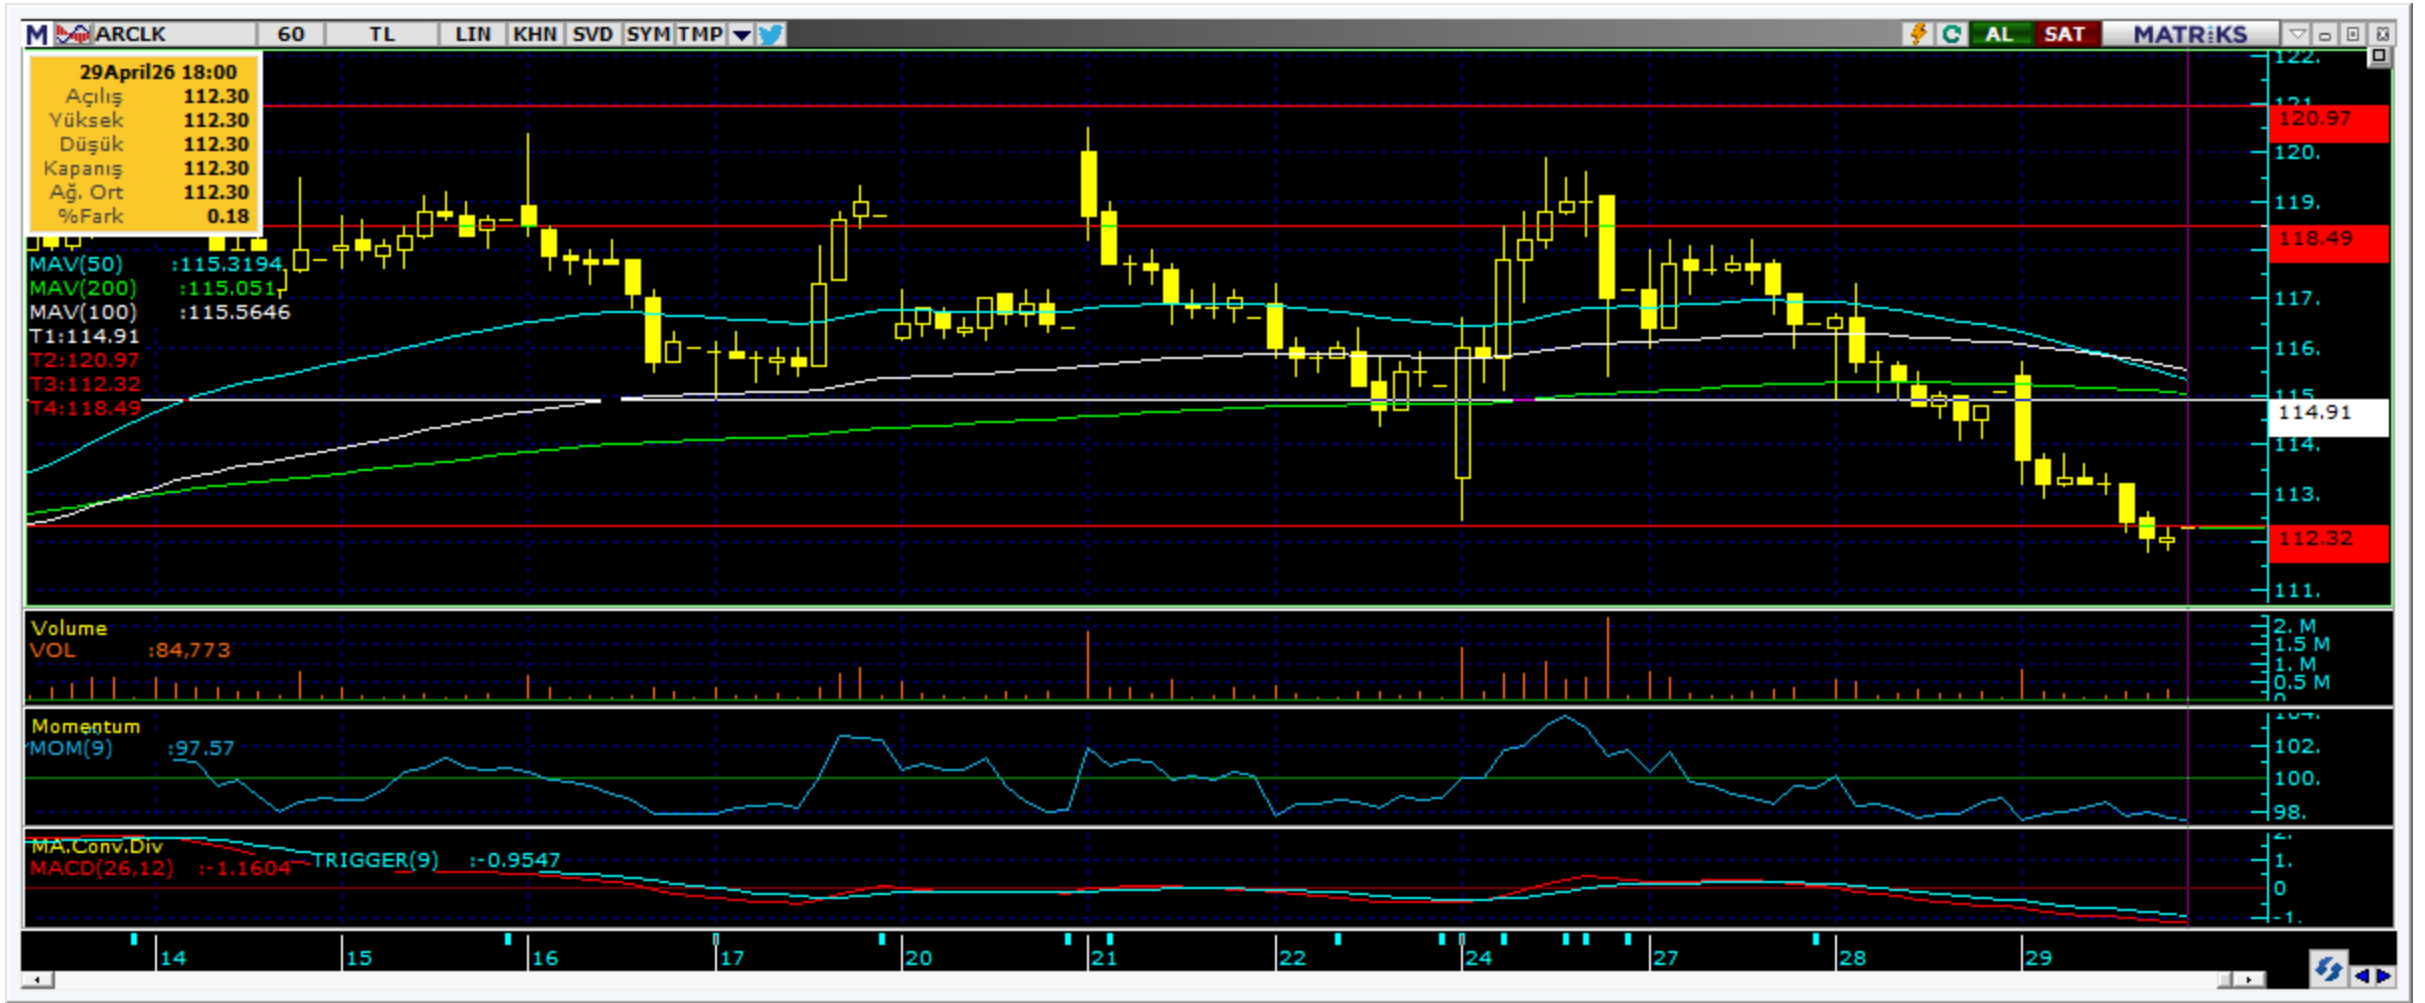 M ARCLK 60 TL LIN KHN SVD SYM TMP AL SAT MATRiKS
29April26 18:00
Açılış 112.30
Yüksek 112.30
Düşük 112.30
Kapanış 112.30
Ağ. Ort 112.30
%Fark 0.18
MAV(50) :115.3194
MAV(200) :115.051
MAV(100) :115.5646
T1:114.91
T2:120.97
T3:112.32
T4:118.49
122.
121.
120.97
120.
119.
118.49
117.
116.
115.
114.91
114.
113.
112.32
111.
Volume
VOL :84,773
2. M
1.5 M
1. M
0.5 M
0
Momentum
MOM(9) :97.57
104.
102.
100.
98.
MA.Conv.Div
MACD(26,12) :-1.1604 TRIGGER(9) :-0.9547
2.
1.
0
-1.
14 15 16 17 20 21 22 24 27 28 29